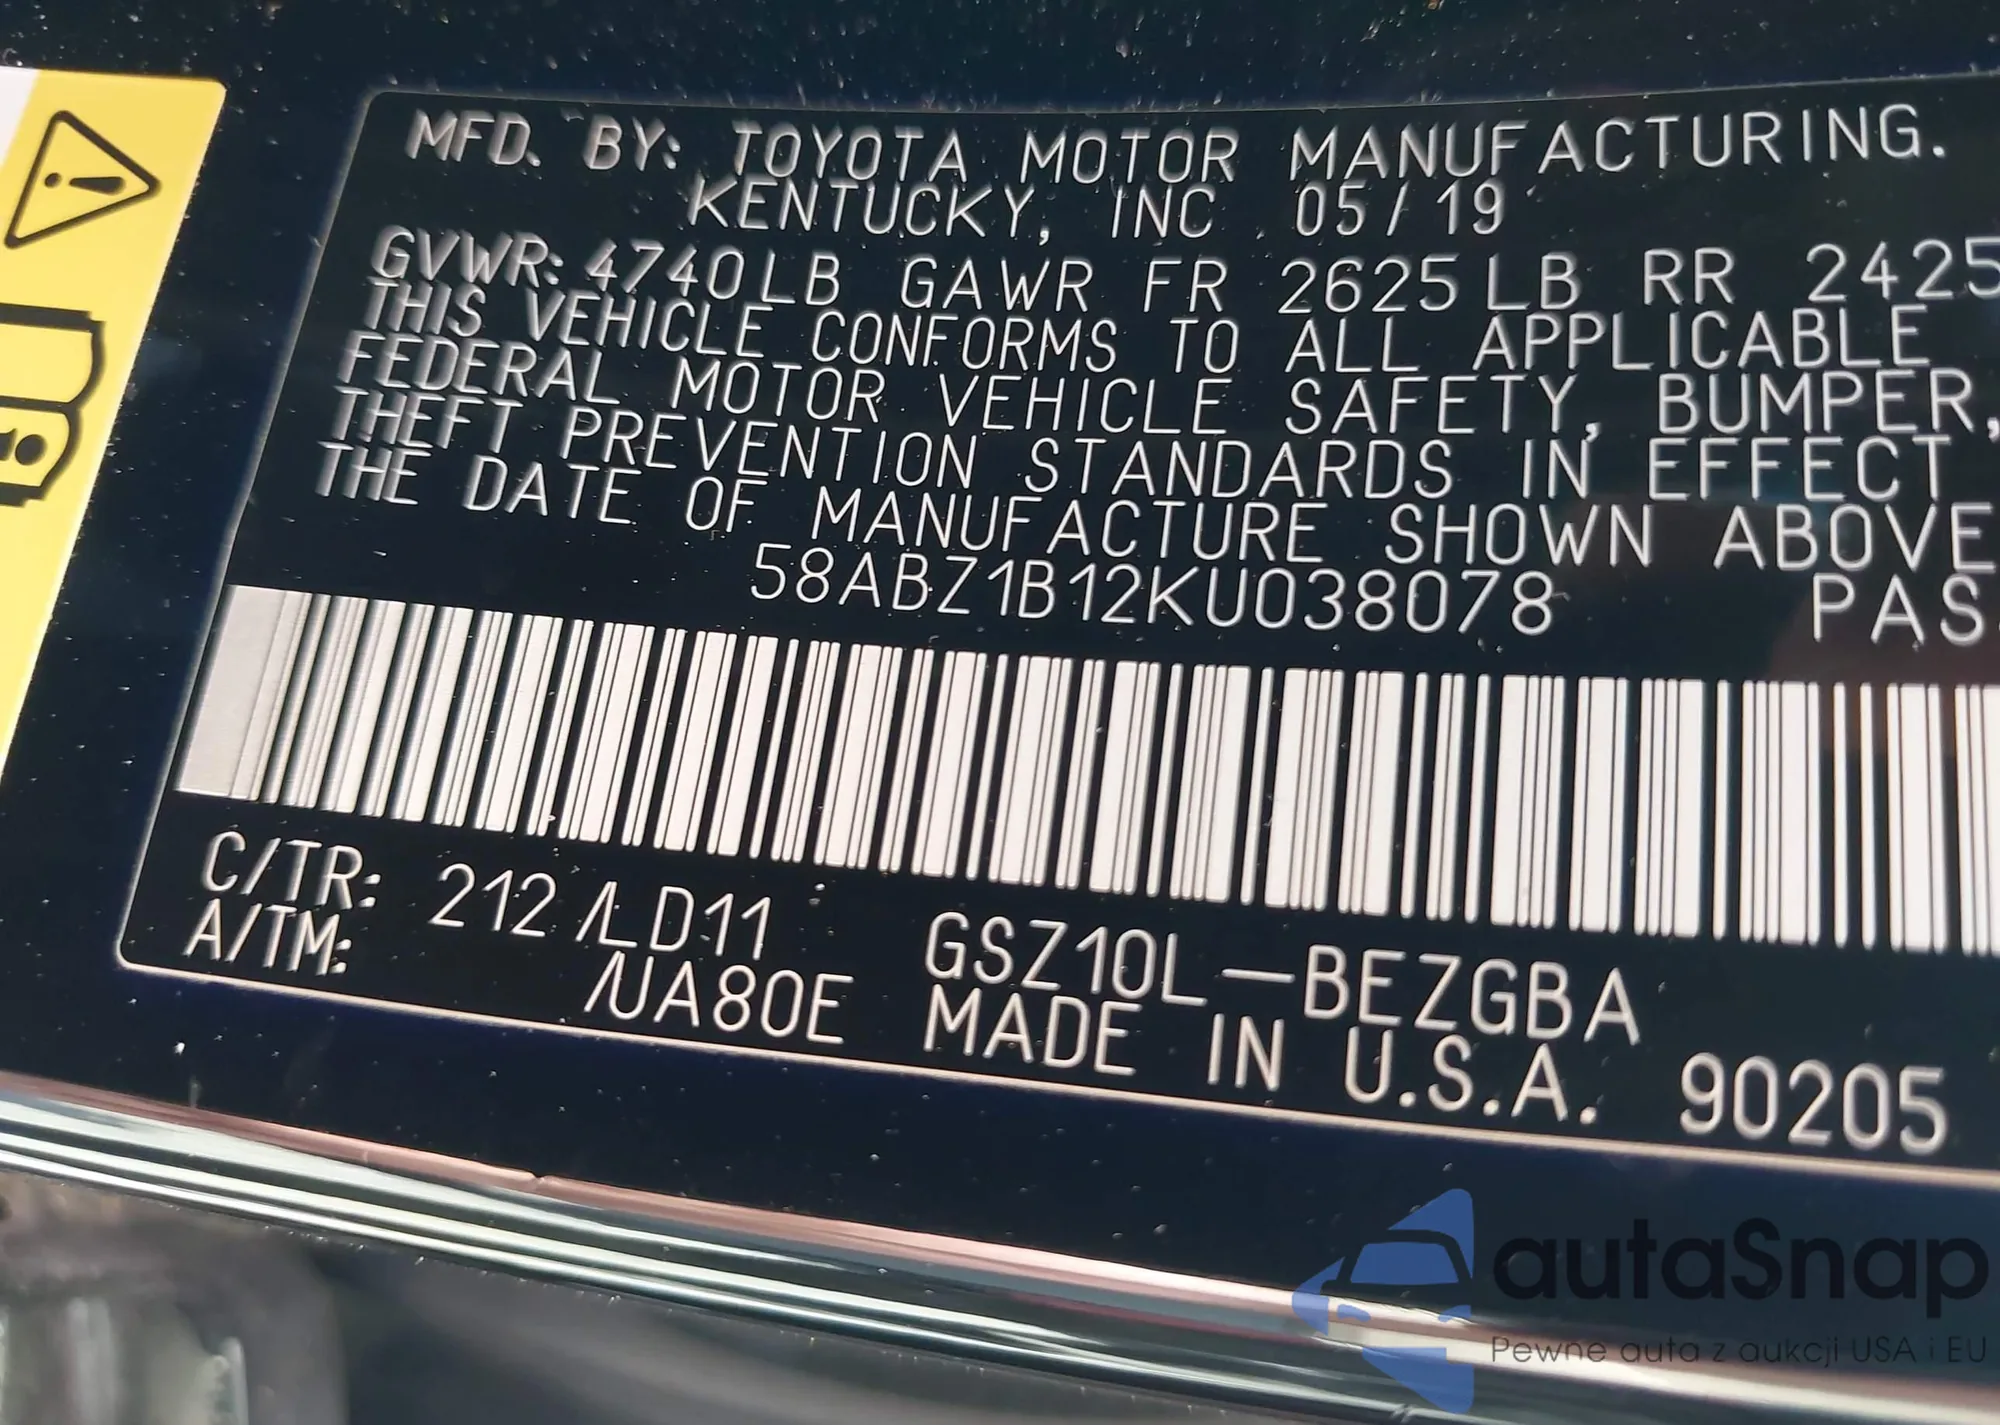 MFD. BY: TOYOTA MOTOR MANUFACTURING.
KENTUCKY, INC. 05/19
GVWR: 4740LB GAWR FR 2625LB RR 2425
THIS VEHICLE CONFORMS TO ALL APPLICABLE
FEDERAL MOTOR VEHICLE SAFETY, BUMPER,
THEFT PREVENTION STANDARDS IN EFFECT
THE DATE OF MANUFACTURE SHOWN ABOVE
58ABZ1B12KU038078 PAS
C/TR: 212/LD11 GSZ10L-BEZGBA
A/TM: /UA80E MADE IN U.S.A. 90205
autaSnap
Pewne auta z aukcji USA i EU